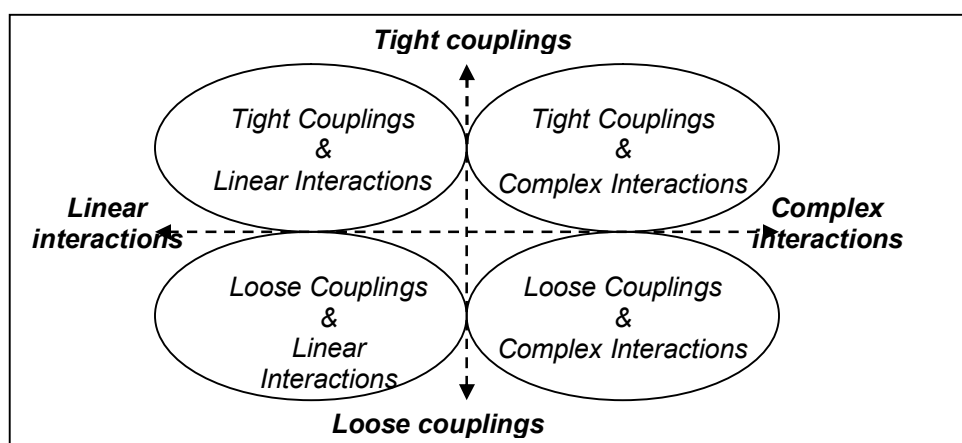 Tight couplings
Tight Couplings
&
Linear Interactions
Tight Couplings
&
Complex Interactions
Linear
interactions
Complex
interactions
Loose Couplings
&
Linear
Interactions
Loose Couplings
&
Complex Interactions
Loose couplings